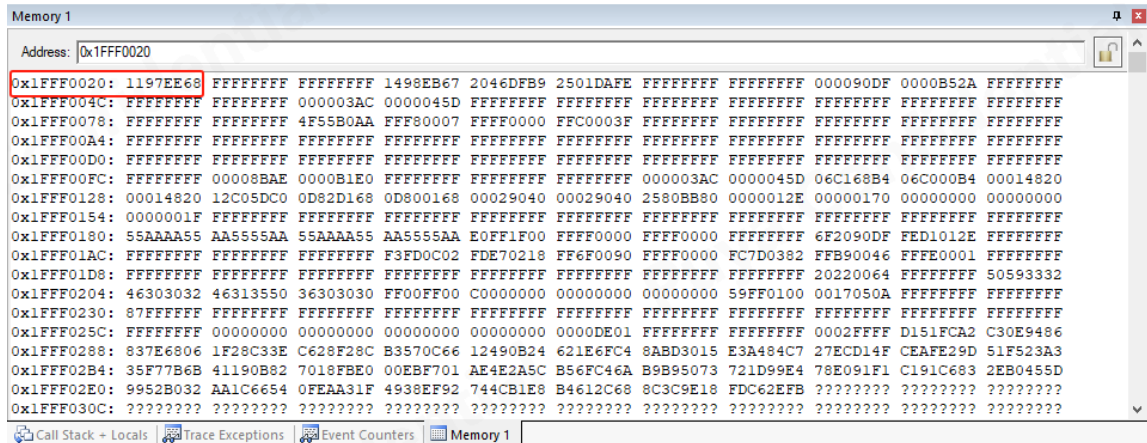 Memory 1
Address: 0x1FFF0020
0x1FFF0020: 1197EE68 FFFFFFFF FFFFFFFF 1498EB67 2046DFB9 2501DAFE FFFFFFFF FFFFFFFF 000090DF 0000B52A FFFFFFFF
0x1FFF004C: FFFFFFFF FFFFFFFF 000003AC 0000045D FFFFFFFF FFFFFFFF FFFFFFFF FFFFFFFF FFFFFFFF FFFFFFFF FFFFFFFF
0x1FFF0078: FFFFFFFF FFFFFFFF 4F55B0AA FFF80007 FFFF0000 FFC0003F FFFFFFFF FFFFFFFF FFFFFFFF FFFFFFFF FFFFFFFF
0x1FFF00A4: FFFFFFFF FFFFFFFF FFFFFFFF FFFFFFFF FFFFFFFF FFFFFFFF FFFFFFFF FFFFFFFF FFFFFFFF FFFFFFFF FFFFFFFF
0x1FFF00D0: FFFFFFFF FFFFFFFF FFFFFFFF FFFFFFFF FFFFFFFF FFFFFFFF FFFFFFFF FFFFFFFF FFFFFFFF FFFFFFFF FFFFFFFF
0x1FFF00FC: FFFFFFFF 00008BAE 0000B1E0 FFFFFFFF FFFFFFFF FFFFFFFF 000003AC 0000045D 06C168B4 06C000B4 00014820
0x1FFF0128: 00014820 12C05DC0 0D82D168 0D800168 00029040 00029040 2580BB80 0000012E 00000170 00000000 00000000
0x1FFF0154: 0000001F FFFFFFFF FFFFFFFF FFFFFFFF FFFFFFFF FFFFFFFF FFFFFFFF FFFFFFFF FFFFFFFF FFFFFFFF FFFFFFFF
0x1FFF0180: 55AAAA55 AA5555AA 55AAAA55 AA5555AA E0FF1F00 FFFF0000 FFFF0000 FFFFFFFF 6F2090DF FED1012E FFFFFFFF
0x1FFF01AC: FFFFFFFF FFFFFFFF FFFFFFFF F3FD0C02 FDE70218 FF6F0090 FFFF0000 FC7D0382 FFB90046 FFFE0001 FFFFFFFF
0x1FFF01D8: FFFFFFFF FFFFFFFF FFFFFFFF FFFFFFFF FFFFFFFF FFFFFFFF FFFFFFFF FFFFFFFF 20220064 FFFFFFFF 50593332
0x1FFF0204: 46303032 46313550 36303030 FF00FF00 C0000000 00000000 00000000 59FF0100 0017050A FFFFFFFF FFFFFFFF
0x1FFF0230: 87FFFFFF FFFFFFFF FFFFFFFF FFFFFFFF FFFFFFFF FFFFFFFF FFFFFFFF FFFFFFFF FFFFFFFF FFFFFFFF FFFFFFFF
0x1FFF025C: FFFFFFFF 00000000 00000000 00000000 00000000 0000DE01 FFFFFFFF FFFFFFFF 0002FFFF D151FCA2 C30E9486
0x1FFF0288: 837E6806 1F28C33E C628F28C B3570C66 12490B24 621E6FC4 8ABD3015 E3A484C7 27ECD14F CEAFE29D 51F523A3
0x1FFF02B4: 35F77B6B 41190B82 7018FBE0 00EBF701 AE4E2A5C B56FC46A B9B95073 721D99E4 78E091F1 C191C683 2EB0455D
0x1FFF02E0: 9952B032 AA1C6654 0FEAA31F 4938EF92 744CB1E8 B4612C68 8C3C9E18 FDC62EFB ???????? ???????? ????????
0x1FFF030C: ???????? ???????? ???????? ???????? ???????? ???????? ???????? ???????? ???????? ???????? ????????
Call Stack + Locals Trace Exceptions Event Counters Memory 1